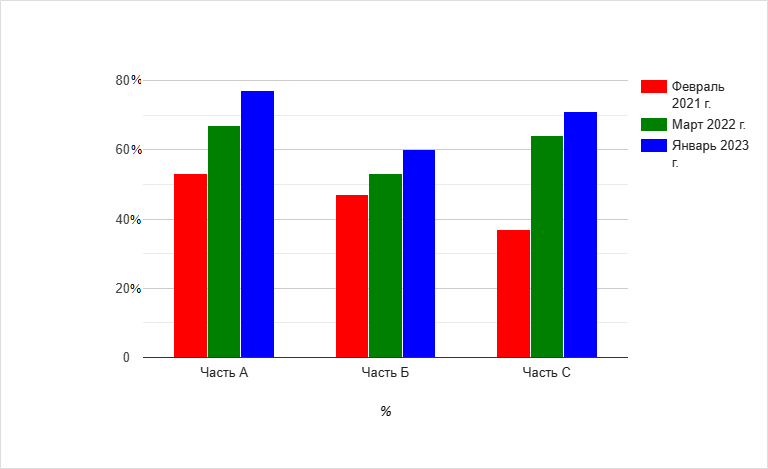 80%
60%
40%
20%
0
Часть А
Часть Б
Часть С
%
Февраль
2021 г.
Март 2022 г.
Январь 2023
г.